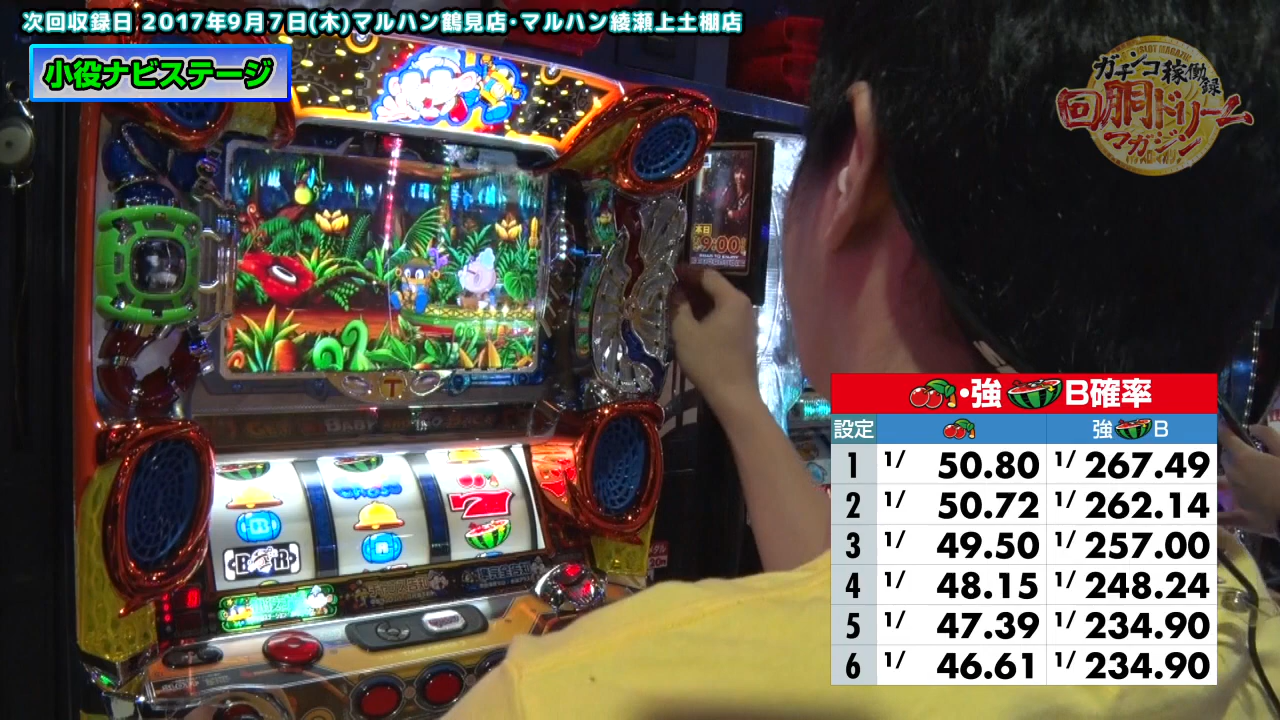 次回収録日 2017年9月7日(木)マルハン鶴見店・マルハン綾瀬上土棚店
小役ナビステージ
SLOT MAGAZINE
ガチンコ稼働録
回胴ドリーム
マガジン
本日
9:00
T
7
BAR
・強 B確率
設定 強 B
1 1/ 50.80 1/ 267.49
2 1/ 50.72 1/ 262.14
3 1/ 49.50 1/ 257.00
4 1/ 48.15 1/ 248.24
5 1/ 47.39 1/ 234.90
6 1/ 46.61 1/ 234.90